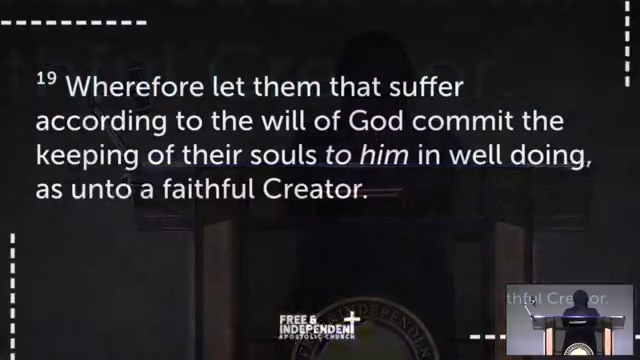 19 Wherefore let them that suffer
according to the will of God commit the
keeping of their souls to him in well doing,
as unto a faithful Creator.
FREE &
INDEPENDENT
APOSTOLIC CHURCH
thful Creator.